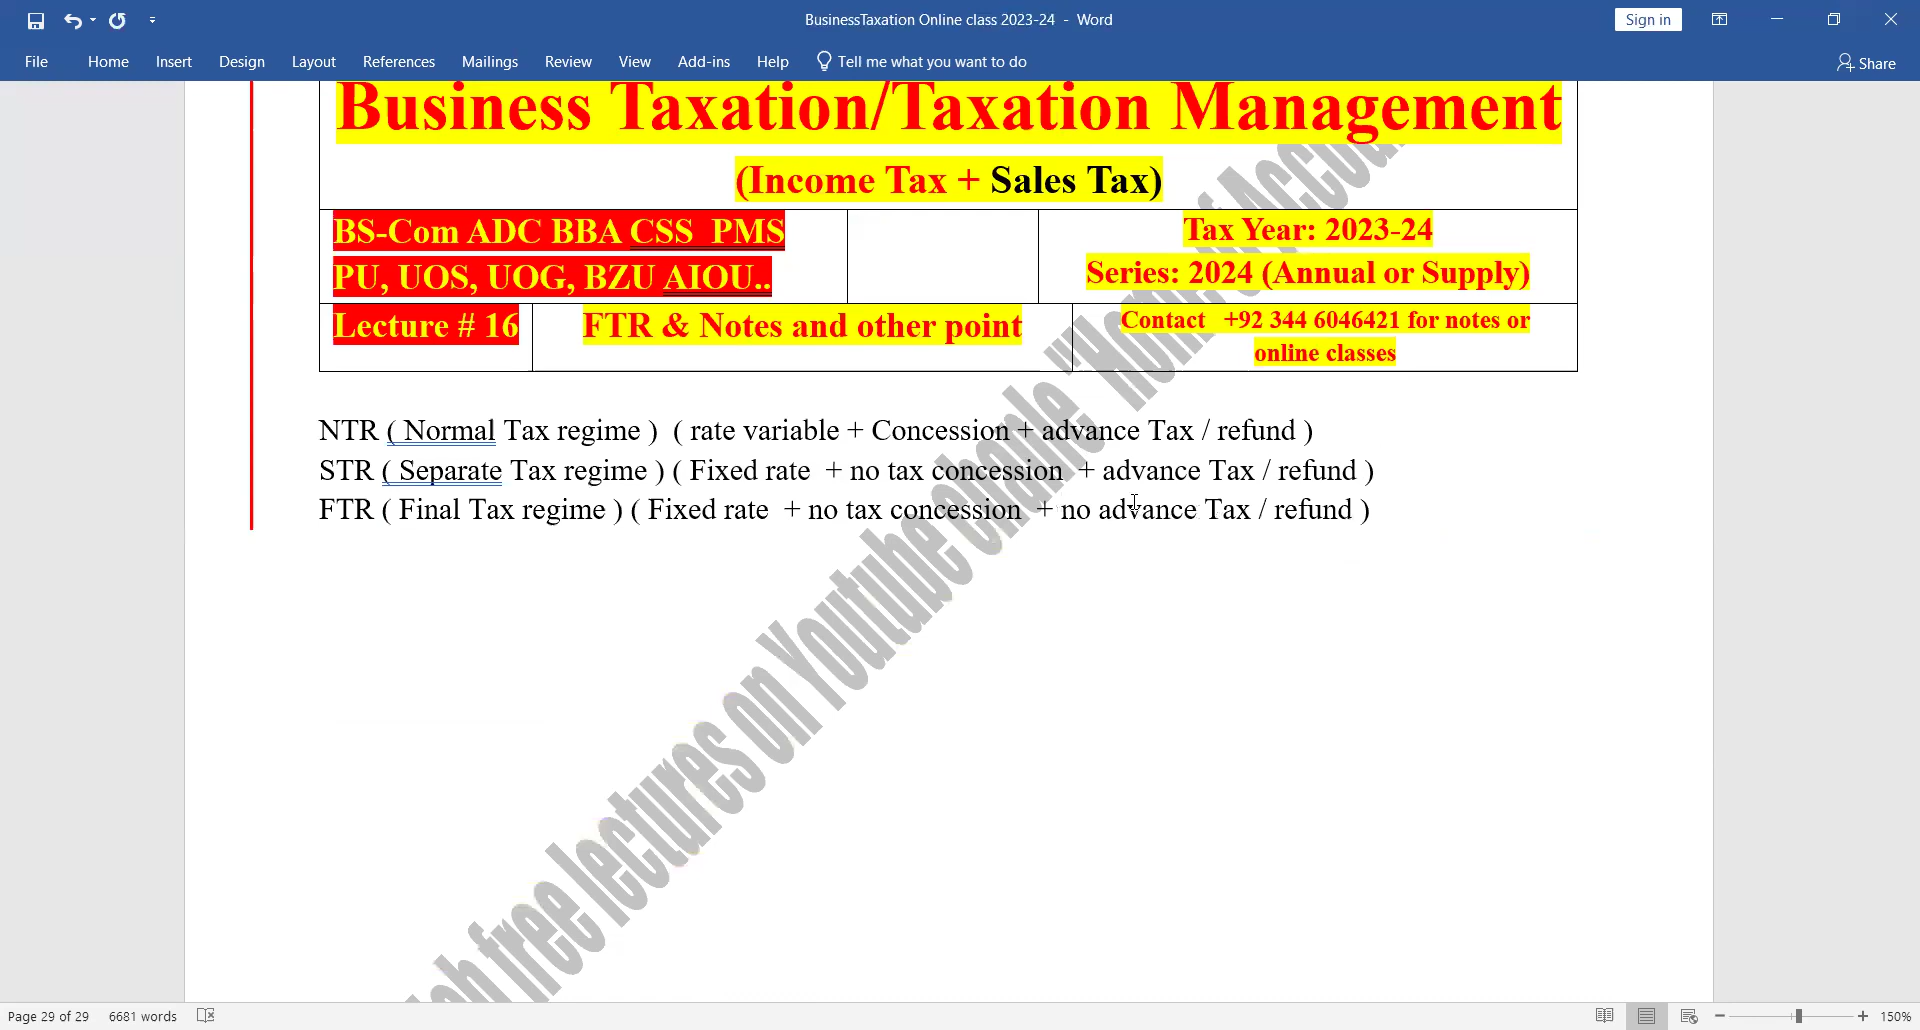 BusinessTaxation Online class 2023-24 - Word
Sign in
File Home Insert Design Layout References Mailings Review View Add-ins Help Tell me what you want to do
Share
Business Taxation/Taxation Management
(Income Tax + Sales Tax)
BS-Com ADC BBA CSS PMS
PU, UOS, UOG, BZU AIOU..
Tax Year: 2023-24
Series: 2024 (Annual or Supply)
Lecture # 16
FTR & Notes and other point
Contact +92 344 6046421 for notes or
online classes
NTR ( Normal Tax regime ) ( rate variable + Concession + advance Tax / refund )
STR ( Separate Tax regime ) ( Fixed rate + no tax concession + advance Tax / refund )
FTR ( Final Tax regime ) ( Fixed rate + no tax concession + no advance Tax / refund )
free lectures on Youtube chanle "Home of
Page 29 of 29 6681 words
150%